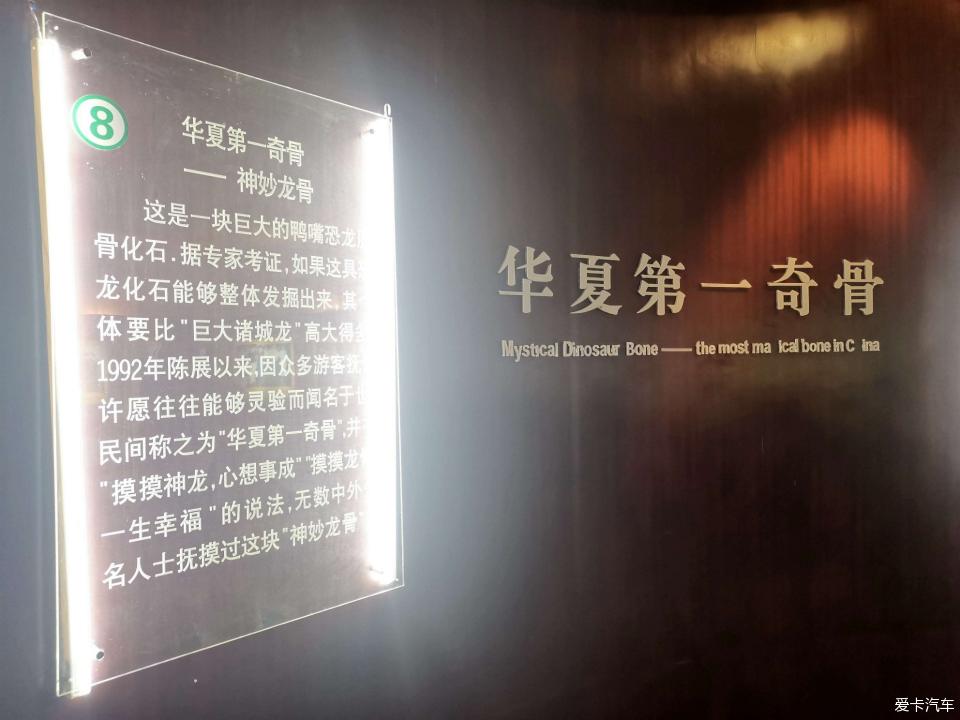 8
华夏第一奇骨
—— 神妙龙骨
这是一块巨大的鸭嘴恐龙
骨化石.据专家考证,如果这具
龙化石能够整体发掘出来,其
体要比"巨大诸城龙"高大得
1992年陈展以来,因众多游客抚
许愿往往能够灵验而闻名于
民间称之为"华夏第一奇骨",并
"摸摸神龙,心想事成""摸摸龙
一生幸福"的说法,无数中外
名人士抚摸过这块"神妙龙骨"
华夏第一奇骨
Mystical Dinosaur Bone —— the most ma ical bone in C ina
爱卡汽车